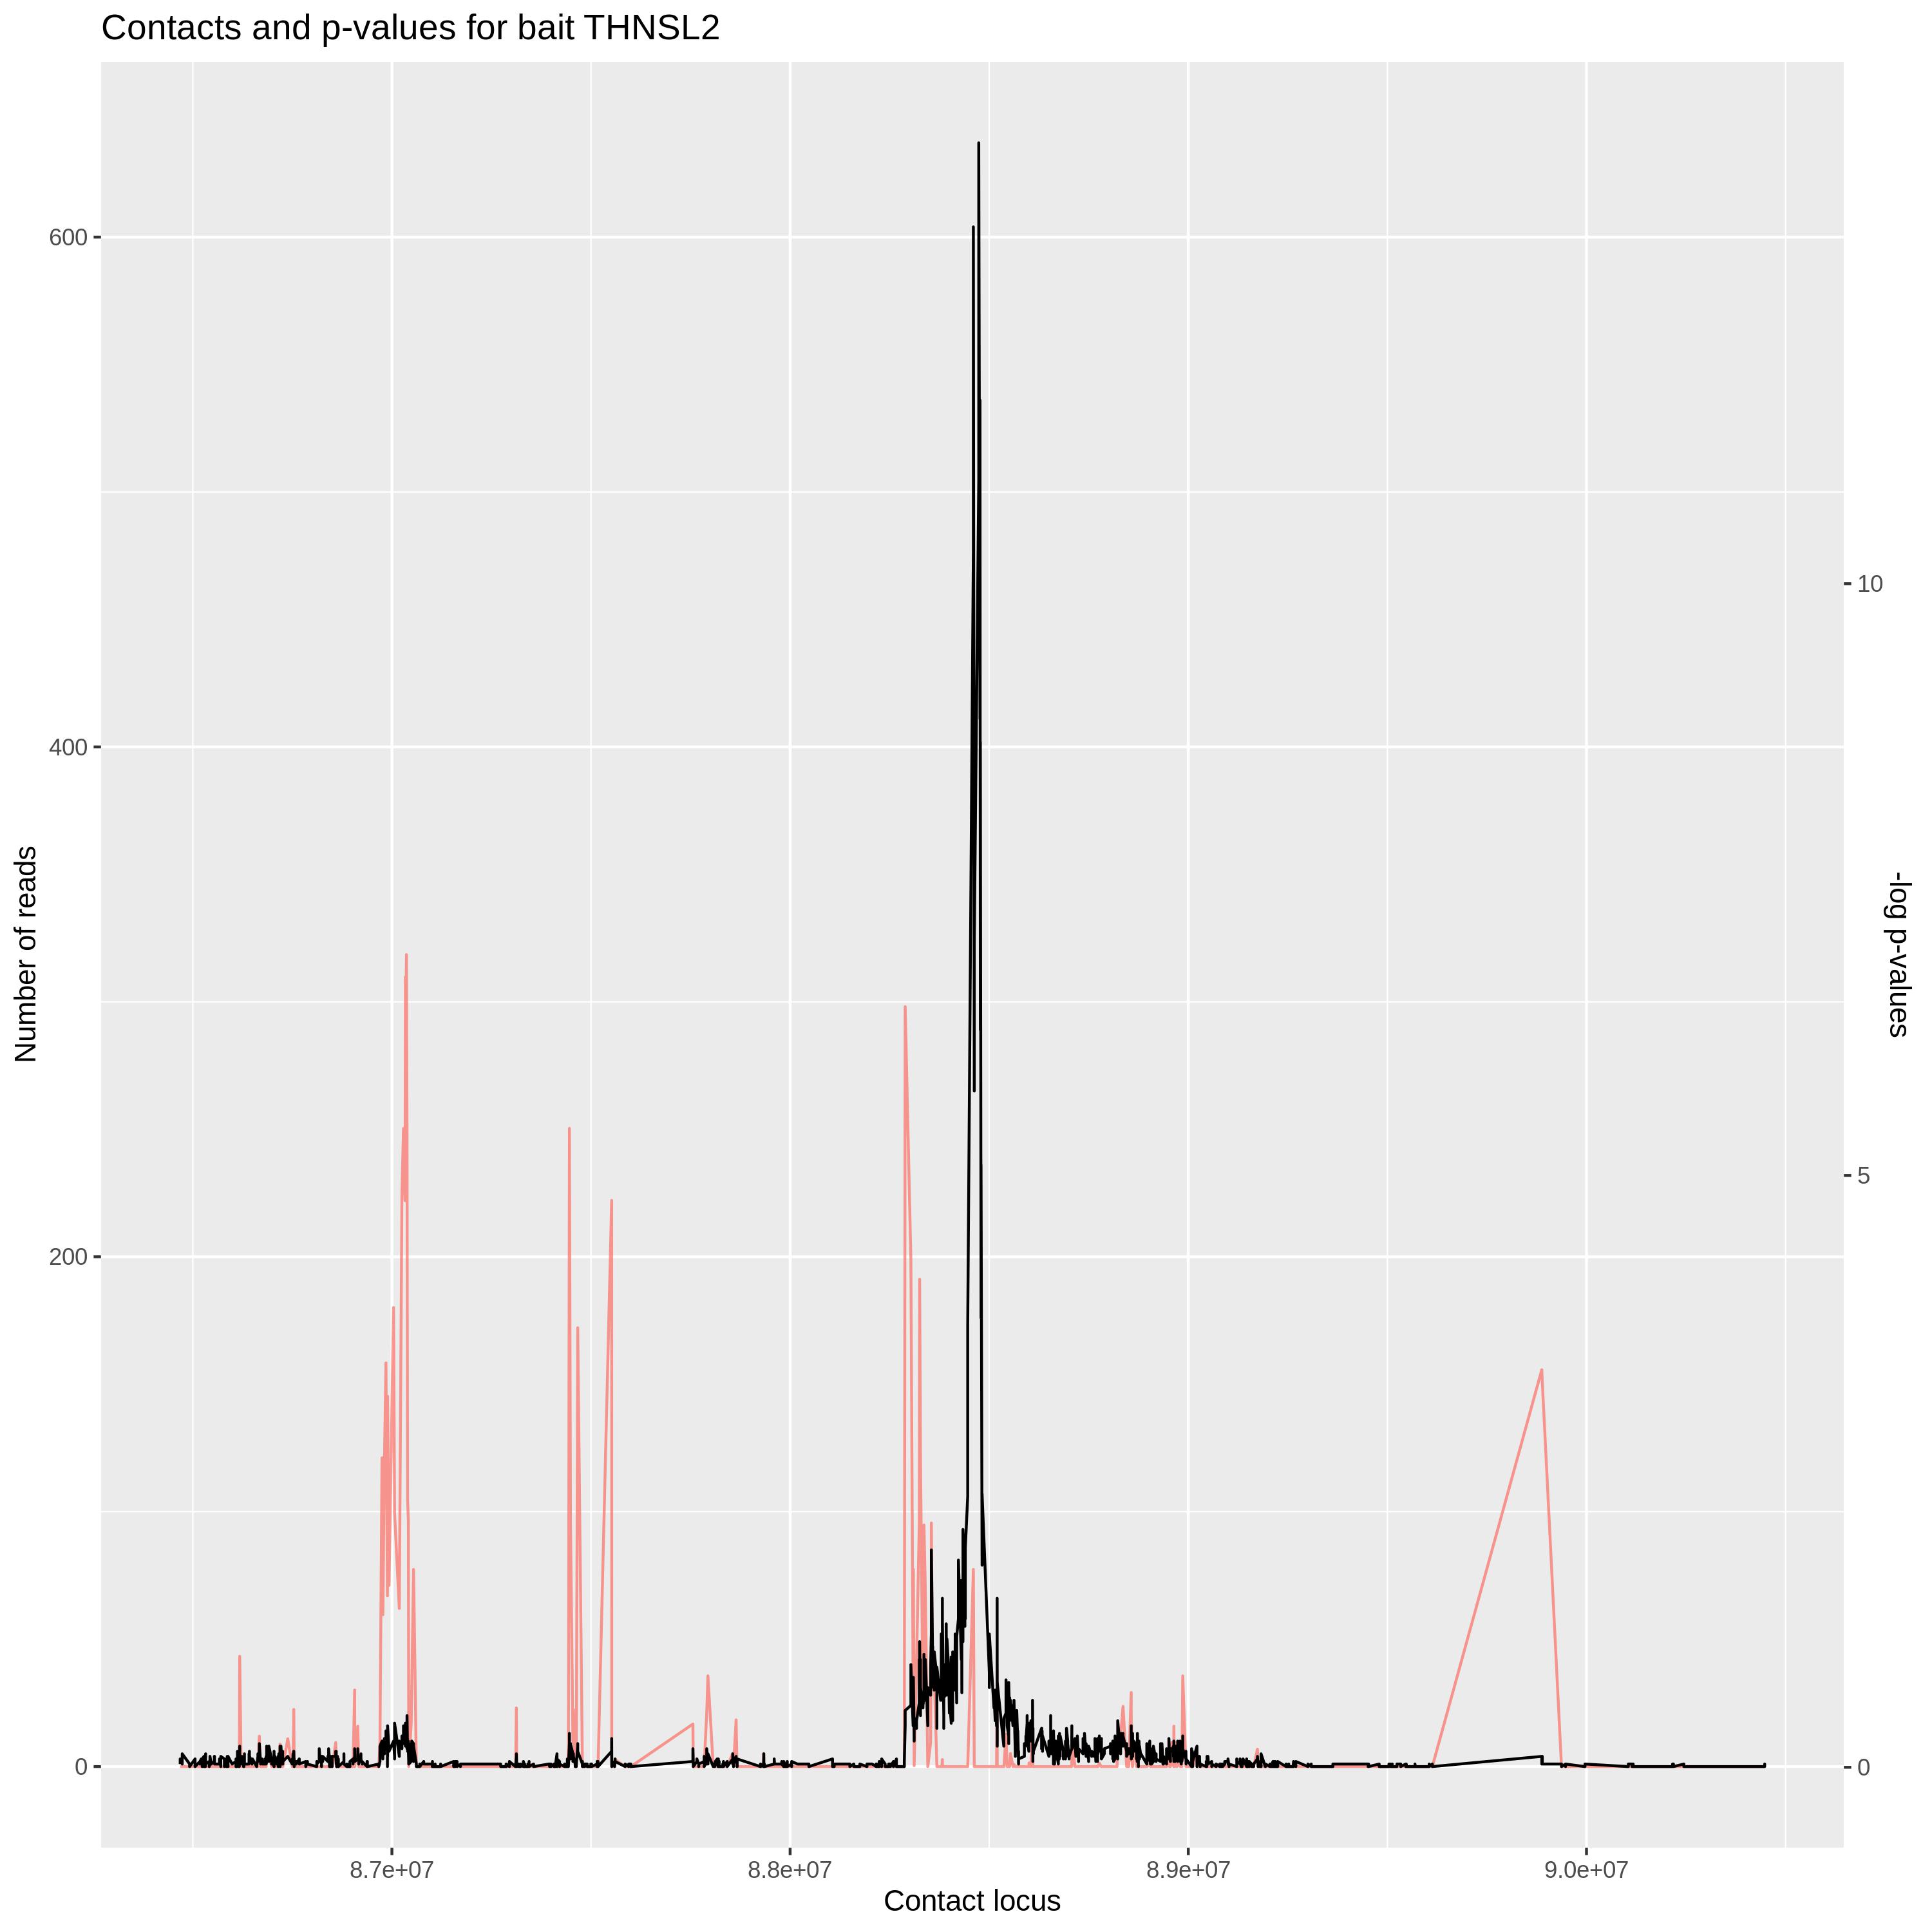 Contacts and p-values for bait THNSL2
600
400
200
0
10
5
0
Number of reads
-log p-values
8.7e+07 8.8e+07 8.9e+07 9.0e+07
Contact locus